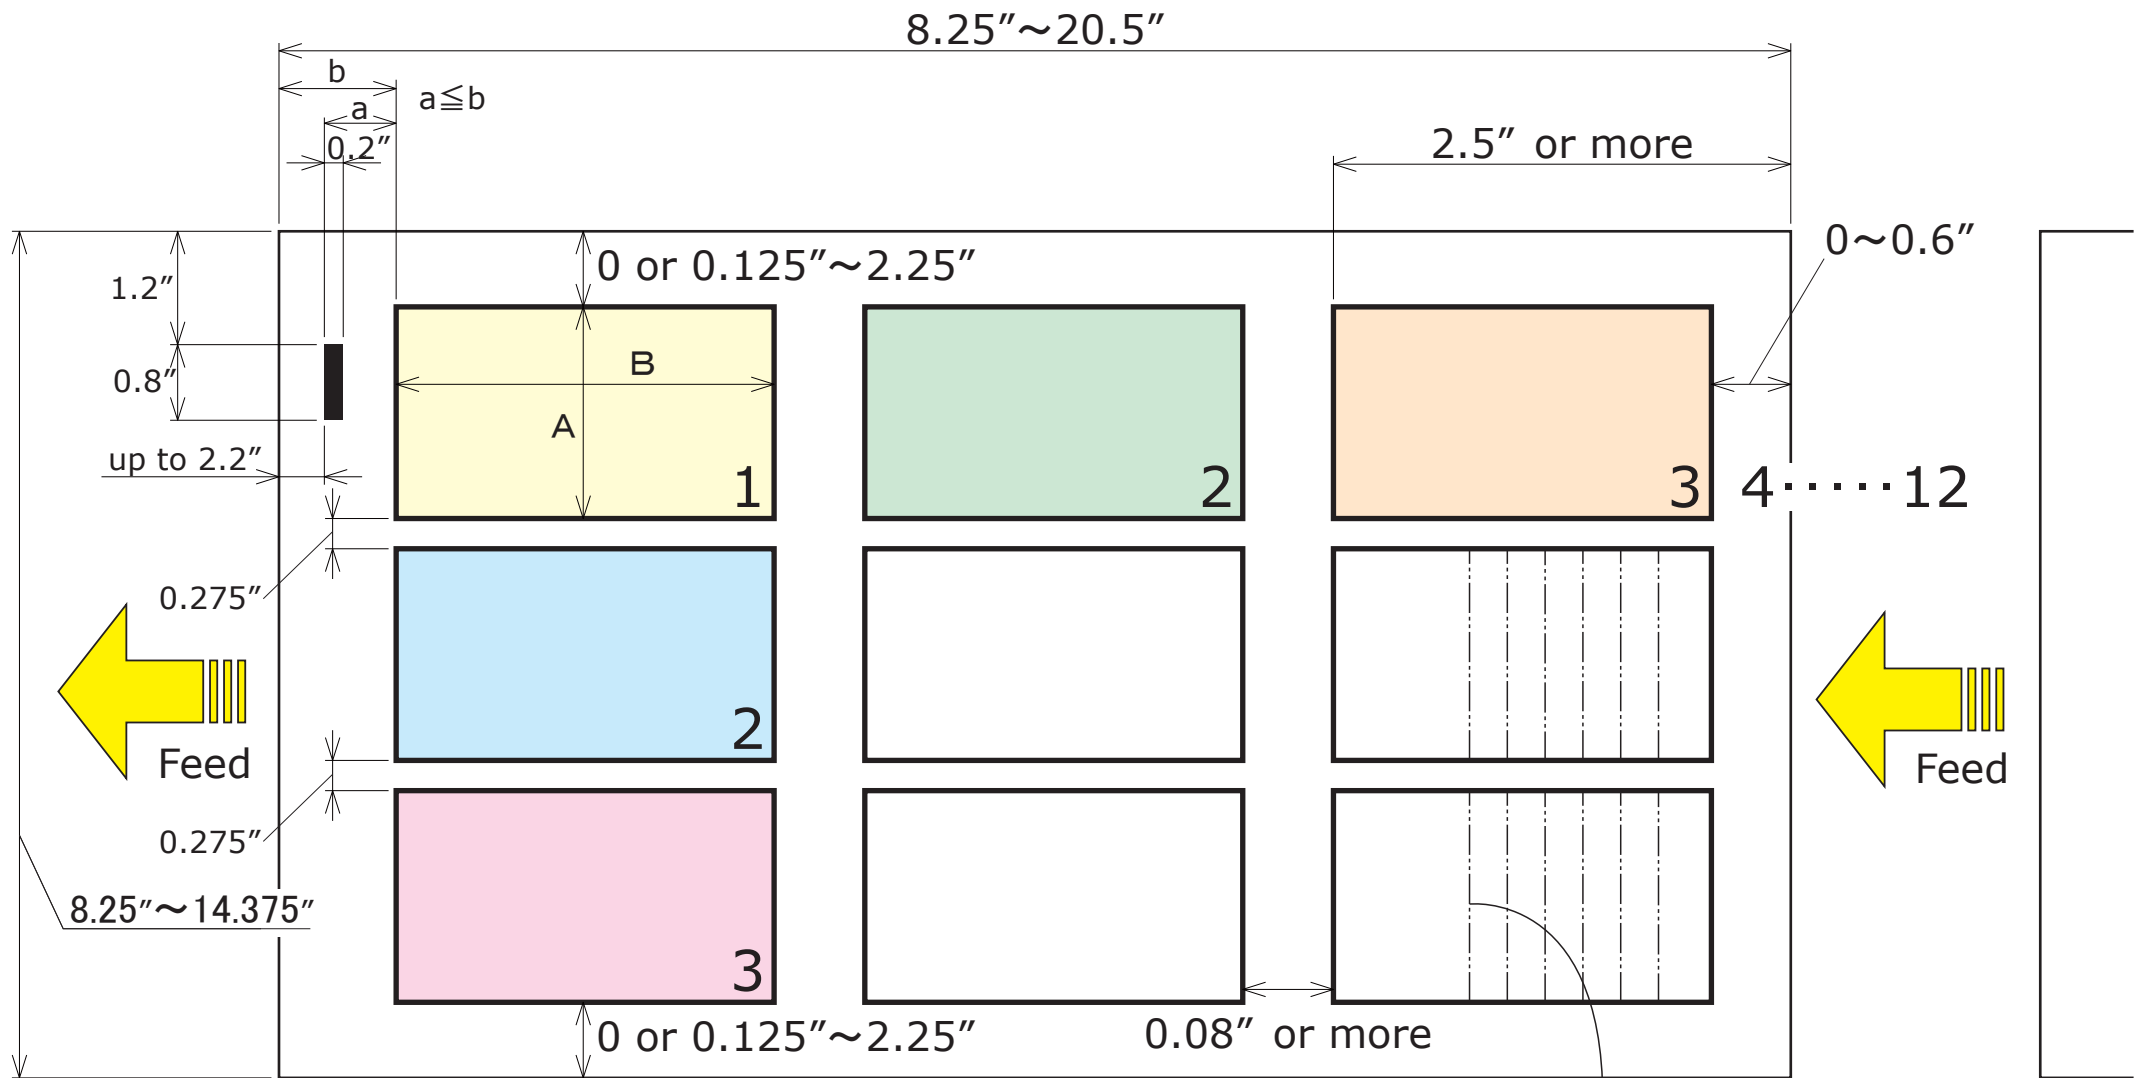 8.25″～20.5″
b
a≦b
a
0.2″
2.5″ or more
0～0.6″
0 or 0.125″～2.25″
1.2″
B
0.8″
A
up to 2.2″
1
2
3
4 ····· 12
0.275″
2
Feed
Feed
0.275″
8.25″～14.375″
3
0 or 0.125″～2.25″
0.08″ or more